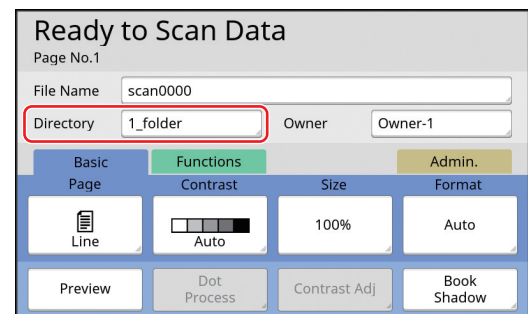 Ready to Scan Data
Page No.1
File Name scan0000
Directory 1_folder Owner Owner-1
Basic Functions Admin.
Page Contrast Size Format
Line Auto 100% Auto
Preview Dot Process Contrast Adj Book Shadow